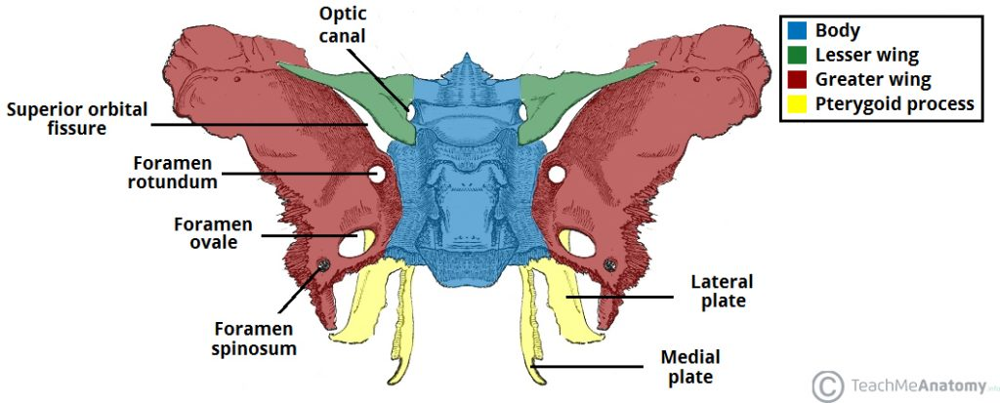 Optic
canal
Superior orbital
fissure
Foramen
rotundum
Foramen
ovale
Foramen
spinosum
Body
Lesser wing
Greater wing
Pterygoid process
Lateral
plate
Medial
plate
© TeachMeAnatomy.info